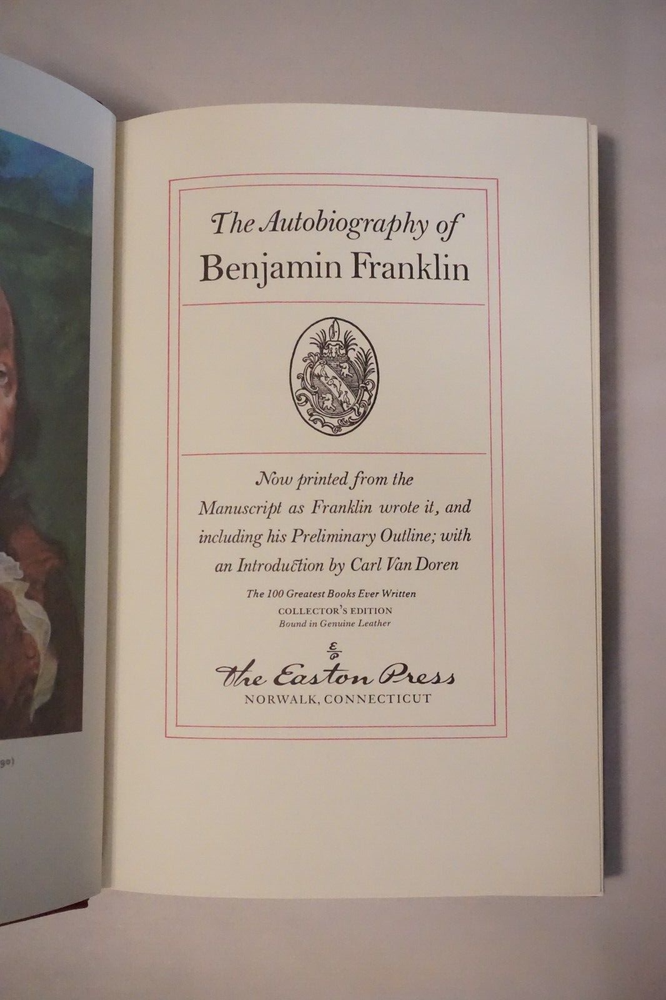 The Autobiography of
Benjamin Franklin
Now printed from the
Manuscript as Franklin wrote it, and
including his Preliminary Outline; with
an Introduction by Carl Van Doren
The 100 Greatest Books Ever Written
COLLECTOR'S EDITION
Bound in Genuine Leather
E
P
The Easton Press
NORWALK, CONNECTICUT
90)